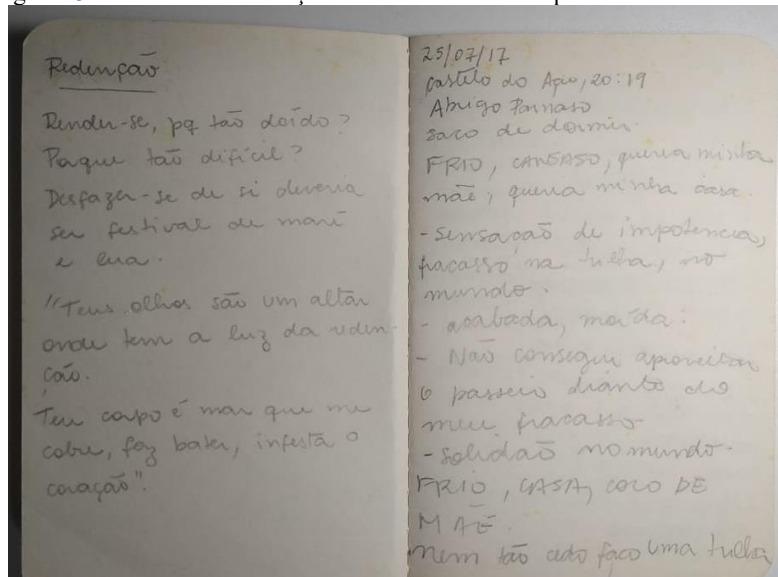 Redenção
Render-se, pq tão doído?
Porque tão difícil?
Desfazer-se de si deveria
ser festival de maré
e lua.
"Teus olhos são um altar
onde tem a luz da reden-
ção.
Teu corpo é mar que me
cobre, faz bater, infesta o
coração".
25/07/17
Castelo do Açu, 20:19
Abrigo Parnaso
saco de dormir.
FRIO, CANSASO, queria minha
mãe, queria minha casa.
- sensação de impotencia,
fracasso na trilha, no
mundo.
- acabada, moída:
- Não consegui aproveitar
o passeio diante do
meu fracasso
- solidão no mundo -
FRIO, CASA, COLO DE
MÃE.
nem tão cedo faço uma trilha